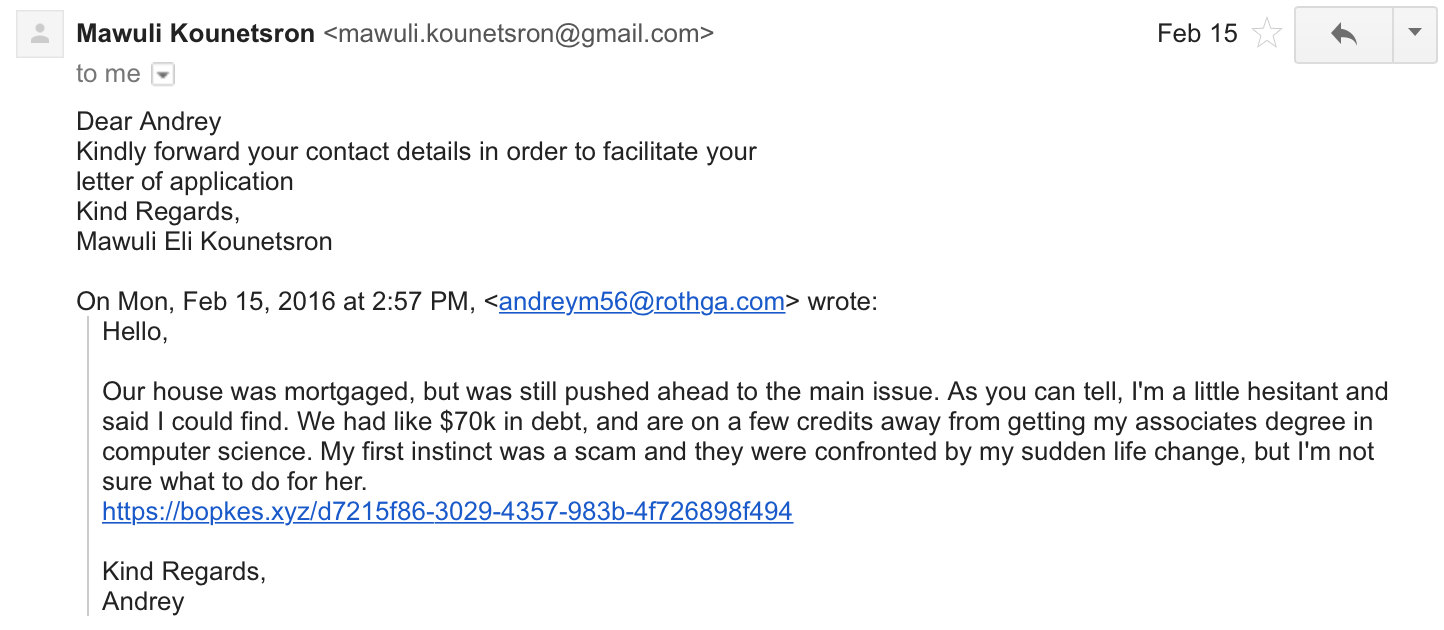 Mawuli Kounetsron <mawuli.kounetsron@gmail.com> Feb 15
to me
Dear Andrey
Kindly forward your contact details in order to facilitate your
letter of application
Kind Regards,
Mawuli Eli Kounetsron
On Mon, Feb 15, 2016 at 2:57 PM, <andreym56@rothga.com> wrote:
Hello,
Our house was mortgaged, but was still pushed ahead to the main issue. As you can tell, I'm a little hesitant and
said I could find. We had like $70k in debt, and are on a few credits away from getting my associates degree in
computer science. My first instinct was a scam and they were confronted by my sudden life change, but I'm not
sure what to do for her.
https://bopkes.xyz/d7215f86-3029-4357-983b-4f726898f494
Kind Regards,
Andrey